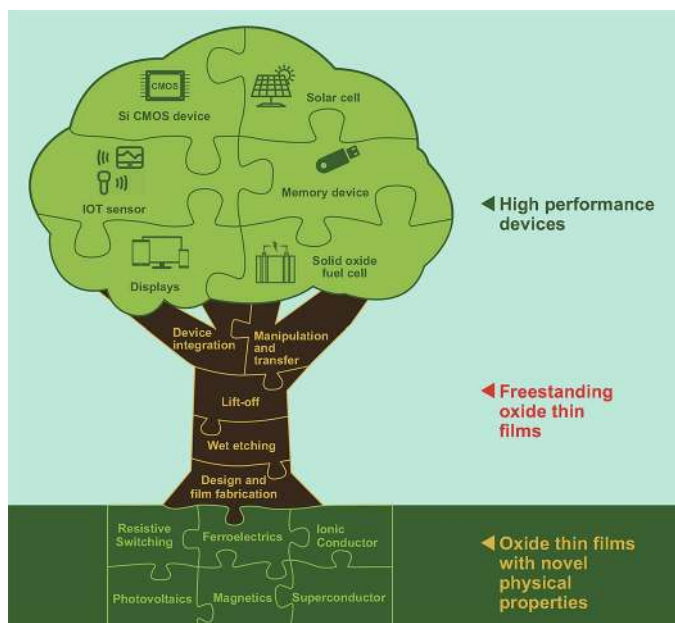 CMOS
Si CMOS device
Solar cell
IOT sensor
Memory device
Displays
Solid oxide
fuel cell
High performance
devices
Device
integration
Manipulation
and
transfer
Lift-off
Wet etching
Design and
film fabrication
Freestanding
oxide thin
films
Resistive
Switching
Ferroelectrics
Ionic
Conductor
Photovoltaics
Magnetics
Superconductor
Oxide thin films
with novel
physical
properties